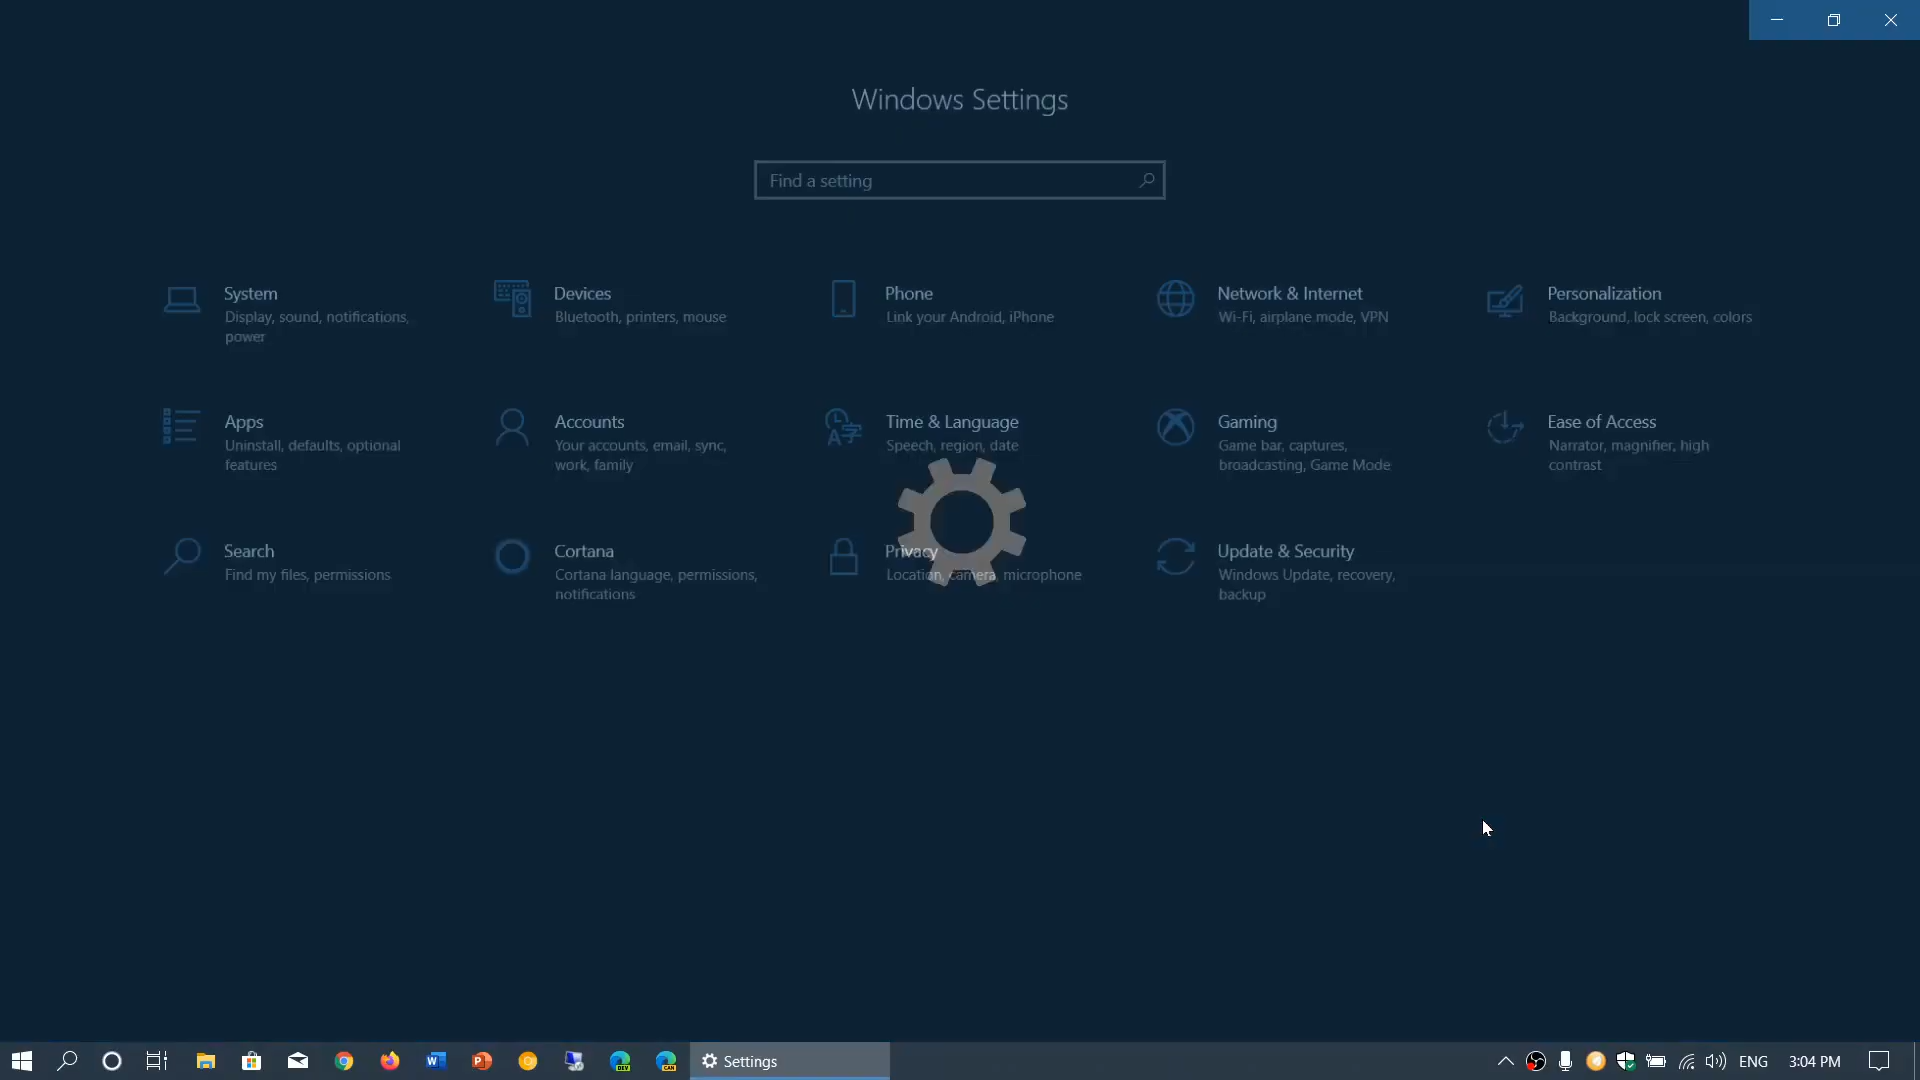 Windows Settings
Find a setting
System
Display, sound, notifications,
power
Devices
Bluetooth, printers, mouse
Phone
Link your Android, iPhone
Network & Internet
Wi-Fi, airplane mode, VPN
Personalization
Background, lock screen, colors
Apps
Uninstall, defaults, optional
features
Accounts
Your accounts, email, sync,
work, family
Time & Language
Speech, region, date
Gaming
Game bar, captures,
broadcasting, Game Mode
Ease of Access
Narrator, magnifier, high
contrast
Search
Find my files, permissions
Cortana
Cortana language, permissions,
notifications
Privacy
Location, camera, microphone
Update & Security
Windows Update, recovery,
backup
Settings
ENG
3:04 PM
DEV
CAN